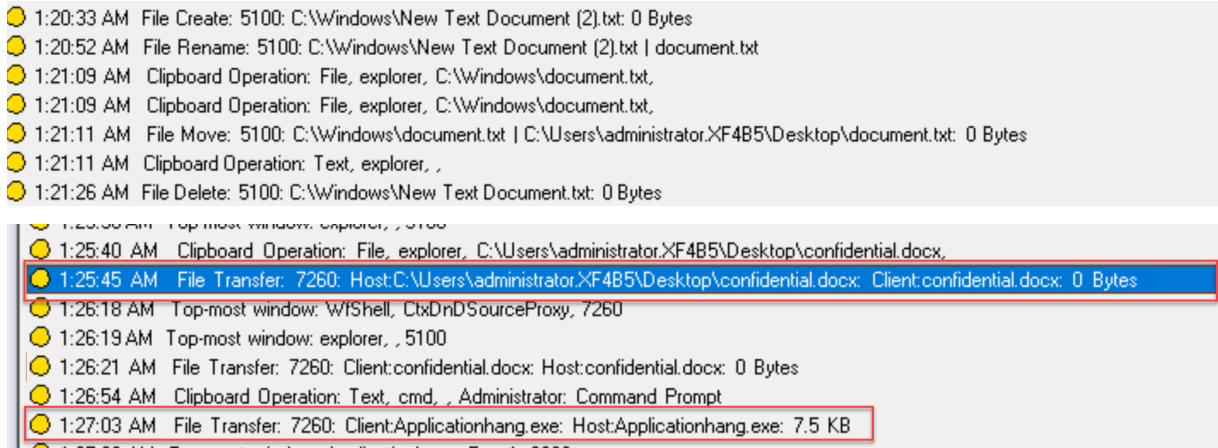 1:20:33 AM File Create: 5100: C:\Windows\New Text Document (2).txt: 0 Bytes
1:20:52 AM File Rename: 5100: C:\Windows\New Text Document (2).txt | document.txt
1:21:09 AM Clipboard Operation: File, explorer, C:\Windows\document.txt,
1:21:09 AM Clipboard Operation: File, explorer, C:\Windows\document.txt,
1:21:11 AM File Move: 5100: C:\Windows\document.txt | C:\Users\administrator.XF4B5\Desktop\document.txt: 0 Bytes
1:21:11 AM Clipboard Operation: Text, explorer, ,
1:21:26 AM File Delete: 5100: C:\Windows\New Text Document.txt: 0 Bytes
1:25:40 AM Clipboard Operation: File, explorer, C:\Users\administrator.XF4B5\Desktop\confidential.docx,
1:25:45 AM File Transfer: 7260: Host:C:\Users\administrator.XF4B5\Desktop\confidential.docx: Client:confidential.docx: 0 Bytes
1:26:18 AM Top-most window: WfShell, CtxDnDSourceProxy, 7260
1:26:19 AM Top-most window: explorer, , 5100
1:26:21 AM File Transfer: 7260: Client:confidential.docx: Host:confidential.docx: 0 Bytes
1:26:54 AM Clipboard Operation: Text, cmd, , Administrator: Command Prompt
1:27:03 AM File Transfer: 7260: Client:Applicationhang.exe: Host:Applicationhang.exe: 7.5 KB